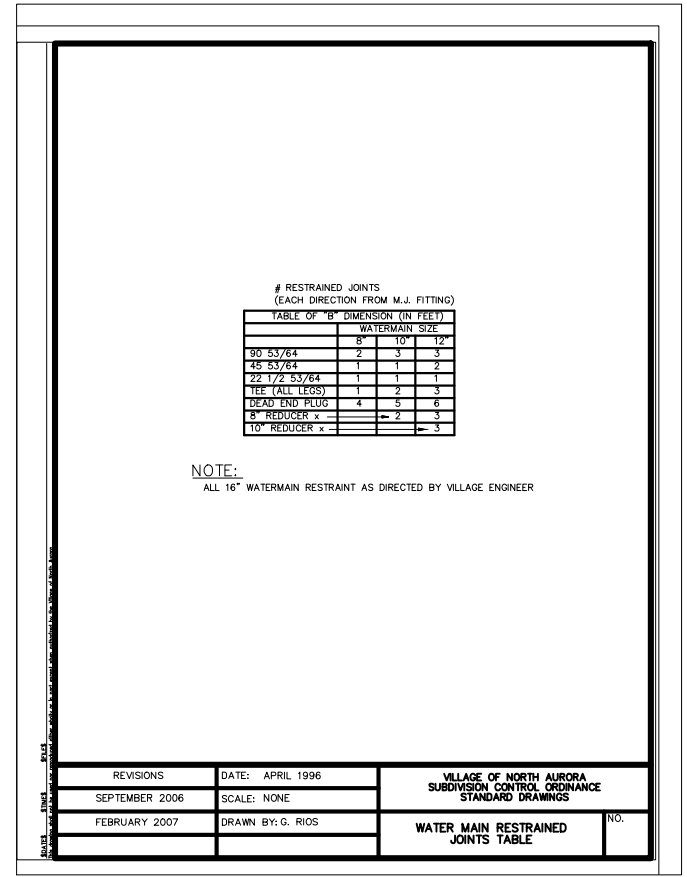 # RESTRAINED JOINTS
(EACH DIRECTION FROM M.J. FITTING)
TABLE OF "B" DIMENSION (IN FEET)
WATERMAIN SIZE
8" 10" 12"
90 53/64 2 3 3
45 53/64 1 1 2
22 1/2 53/64 1 1 1
TEE (ALL LEGS) 1 2 3
DEAD END PLUG 4 5 6
8" REDUCER x 2 3
10" REDUCER x 3
NOTE:
ALL 16" WATERMAIN RESTRAINT AS DIRECTED BY VILLAGE ENGINEER
$DATE$ $TIME$ $FILE$
REVISIONS
SEPTEMBER 2006
FEBRUARY 2007
DATE: APRIL 1996
SCALE: NONE
DRAWN BY: G. RIOS
VILLAGE OF NORTH AURORA
SUBDIVISION CONTROL ORDINANCE
STANDARD DRAWINGS
WATER MAIN RESTRAINED
JOINTS TABLE
NO.